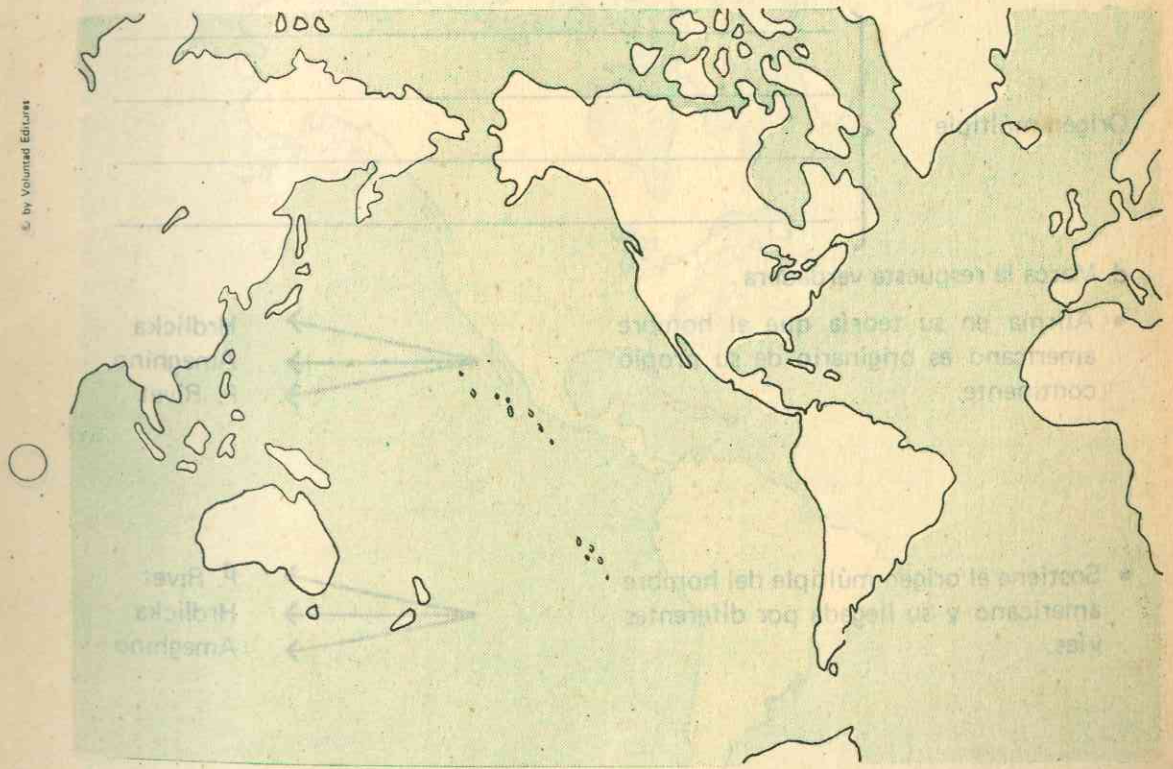 © by Voluntad Editores
Origen múltiple
d. Marca la respuesta verdadera
• Afirma en su teoría que el hombre
americano es originario de su propio
continente.
Hrdlicka
Ameghino
P. Rivet
• Sostiene el origen múltiple del hombre
americano y su llegada por diferentes
vías.
P. Rivet
Hrdlicka
Ameghino